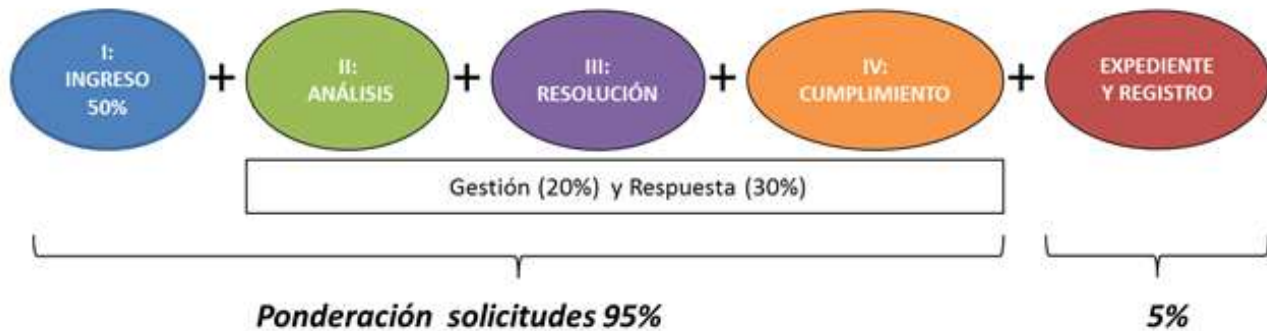 I:
INGRESO
50%
+
II:
ANÁLISIS
+
III:
RESOLUCIÓN
+
IV:
CUMPLIMIENTO
+
EXPEDIENTE
Y REGISTRO
Gestión (20%) y Respuesta (30%)
Ponderación solicitudes 95%
5%